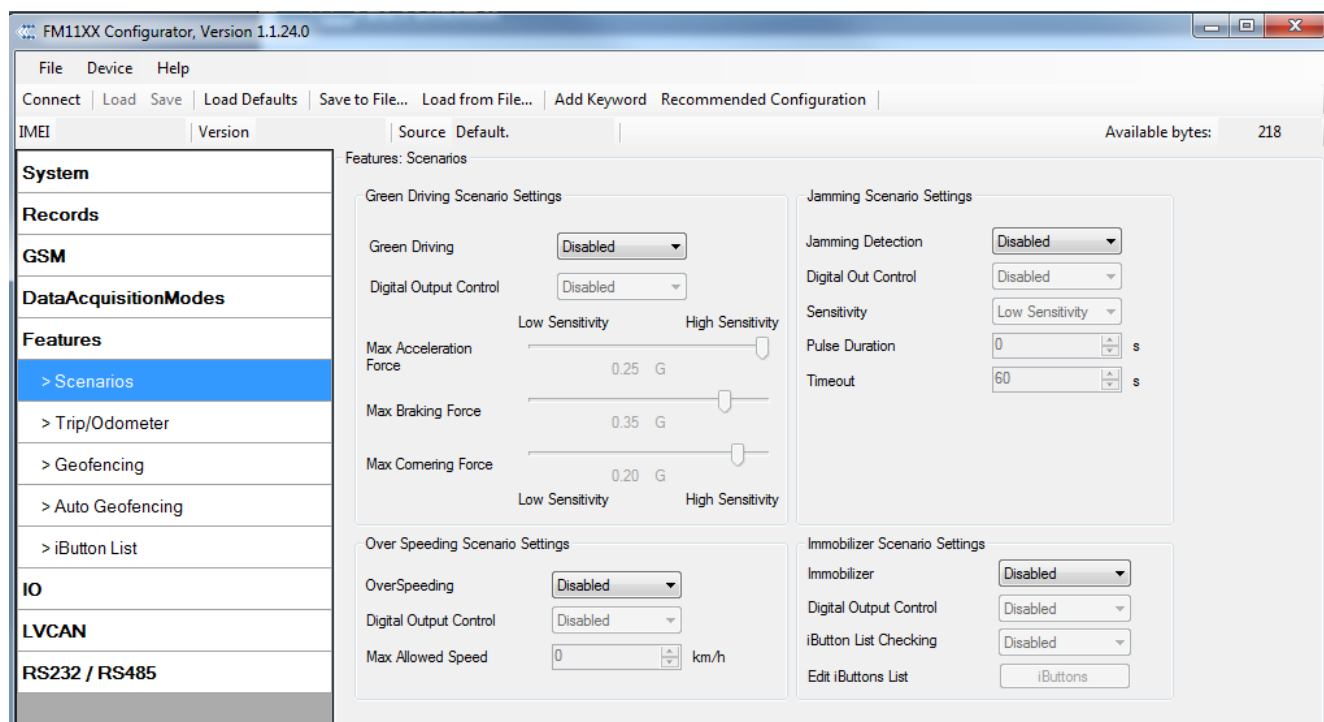 FM11XX Configurator, Version 1.1.24.0
File Device Help
Connect Load Save Load Defaults Save to File... Load from File... Add Keyword Recommended Configuration
IMEI Version Source Default. Available bytes: 218
System
Records
GSM
DataAcquisitionModes
Features
> Scenarios
> Trip/Odometer
> Geofencing
> Auto Geofencing
> iButton List
IO
LVCAN
RS232 / RS485
Features: Scenarios
Green Driving Scenario Settings
Green Driving Disabled
Digital Output Control Disabled
Low Sensitivity High Sensitivity
Max Acceleration
Force
0.25 G
Max Braking Force
0.35 G
Max Cornering Force
0.20 G
Low Sensitivity High Sensitivity
Jamming Scenario Settings
Jamming Detection Disabled
Digital Out Control Disabled
Sensitivity Low Sensitivity
Pulse Duration 0 s
Timeout 60 s
Over Speeding Scenario Settings
OverSpeeding Disabled
Digital Output Control Disabled
Max Allowed Speed 0 km/h
Immobilizer Scenario Settings
Immobilizer Disabled
Digital Output Control Disabled
iButton List Checking Disabled
Edit iButtons List iButtons